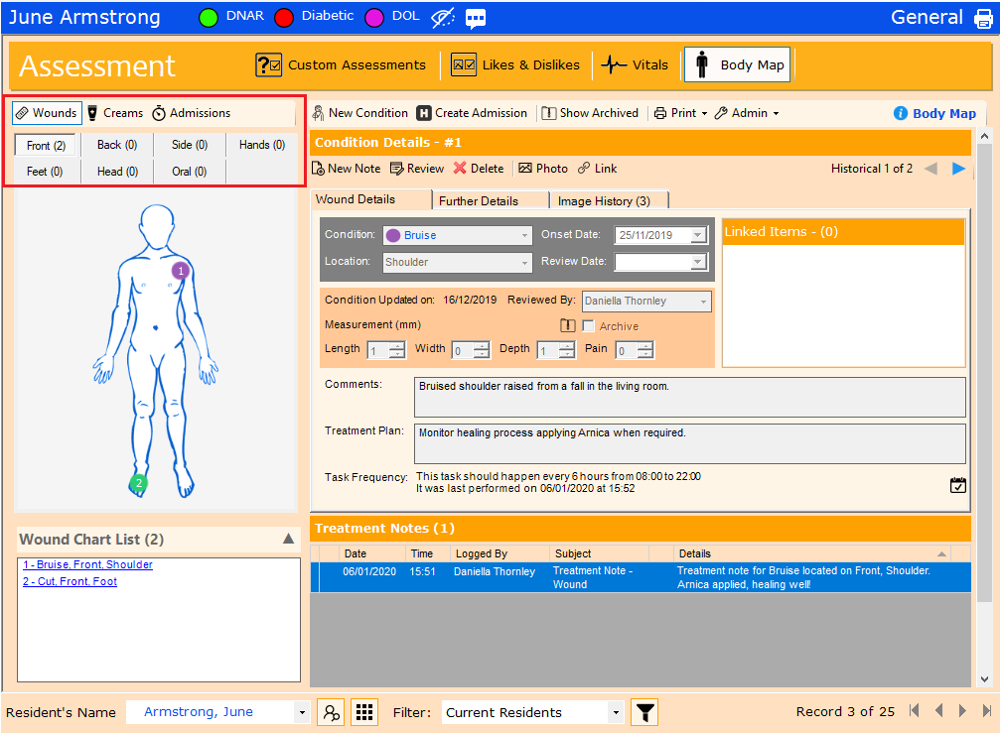 June Armstrong DNAR Diabetic DOL General
Assessment Custom Assessments Likes & Dislikes Vitals Body Map
Wounds Creams Admissions
Front (2) Back (0) Side (0) Hands (0)
Feet (0) Head (0) Oral (0)
1
2
Wound Chart List (2)
1 - Bruise, Front, Shoulder
2 - Cut, Front, Foot
New Condition H Create Admission Show Archived Print Admin i Body Map
Condition Details - #1
New Note Review Delete Photo Link Historical 1 of 2
Wound Details Further Details Image History (3)
Condition: Bruise Onset Date: 25/11/2019
Location: Shoulder Review Date:
Linked Items - (0)
Condition Updated on: 16/12/2019 Reviewed By: Daniella Thornley
Measurement (mm) Archive
Length 1 Width 0 Depth 1 Pain 0
Comments: Bruised shoulder raised from a fall in the living room.
Treatment Plan: Monitor healing process applying Arnica when required.
Task Frequency: This task should happen every 6 hours from 08:00 to 22:00
It was last performed on 06/01/2020 at 15:52
Treatment Notes (1)
Date Time Logged By Subject Details
06/01/2020 15:51 Daniella Thornley Treatment Note - Treatment note for Bruise located on Front, Shoulder.
Wound Arnica applied, healing well!
Resident's Name Armstrong, June Filter: Current Residents Record 3 of 25